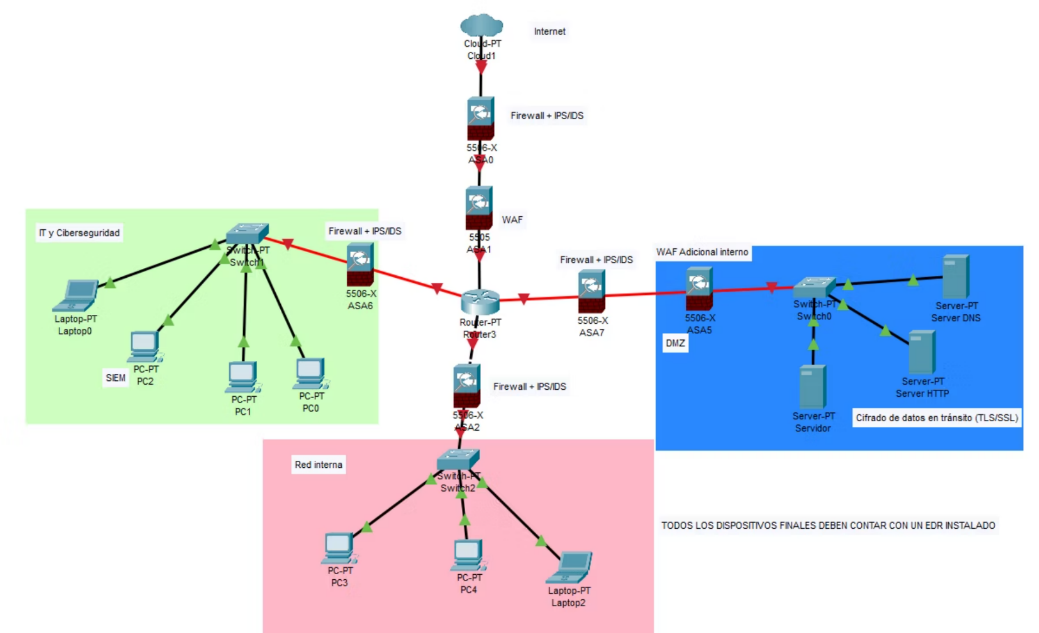 Internet
Cloud-PT
Cloud1
Firewall + IPS/IDS
5506-X
ASA0
WAF
5505
ASA1
IT y Ciberseguridad
Switch-PT
Switch1
Firewall + IPS/IDS
5506-X
ASA6
Laptop-PT
Laptop0
SIEM
PC-PT
PC2
PC-PT
PC1
PC-PT
PC0
Router-PT
Router3
Firewall + IPS/IDS
5506-X
ASA7
WAF Adicional interno
5506-X
ASA5
DMZ
Switch-PT
Switch0
Server-PT
Server DNS
Server-PT
Server HTTP
Server-PT
Servidor
Cifrado de datos en tránsito (TLS/SSL)
Firewall + IPS/IDS
5506-X
ASA2
Red interna
Switch-PT
Switch2
PC-PT
PC3
PC-PT
PC4
Laptop-PT
Laptop2
TODOS LOS DISPOSITIVOS FINALES DEBEN CONTAR CON UN EDR INSTALADO